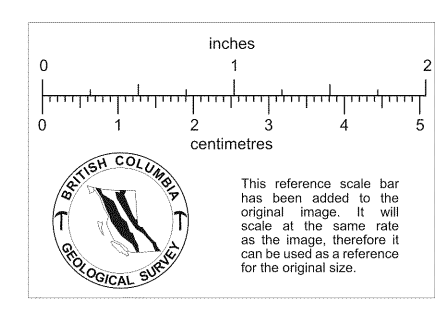 inches
0 1 2
0 1 2 3 4 5
centimetres
BRITISH COLUMBIA
GEOLOGICAL SURVEY
This reference scale bar
has been added to the
original image. It will
scale at the same rate
as the image, therefore it
can be used as a reference
for the original size.